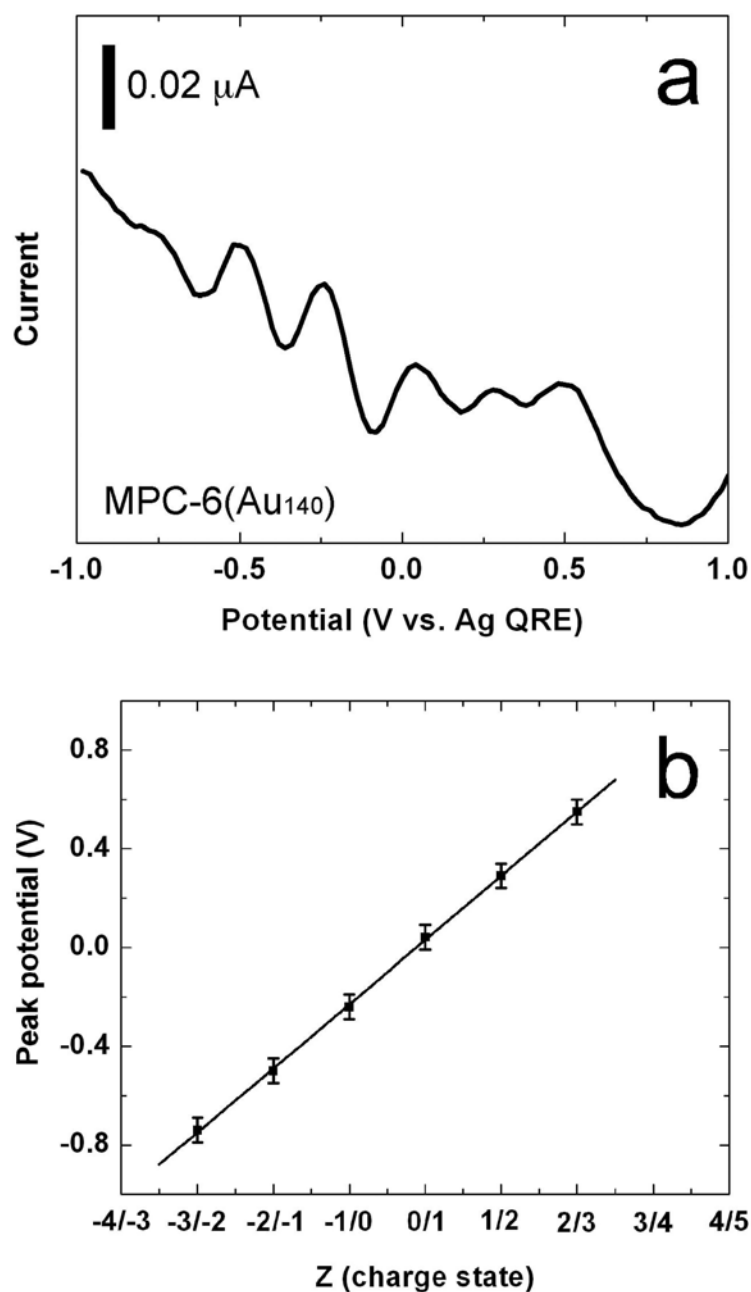 a
0.02 μA
Current
MPC-6(Au₁₄₀)
-1.0 -0.5 0.0 0.5 1.0
Potential (V vs. Ag QRE)
b
0.8
0.4
0.0
-0.4
-0.8
Peak potential (V)
-4/-3 -3/-2 -2/-1 -1/0 0/1 1/2 2/3 3/4 4/5
Z (charge state)